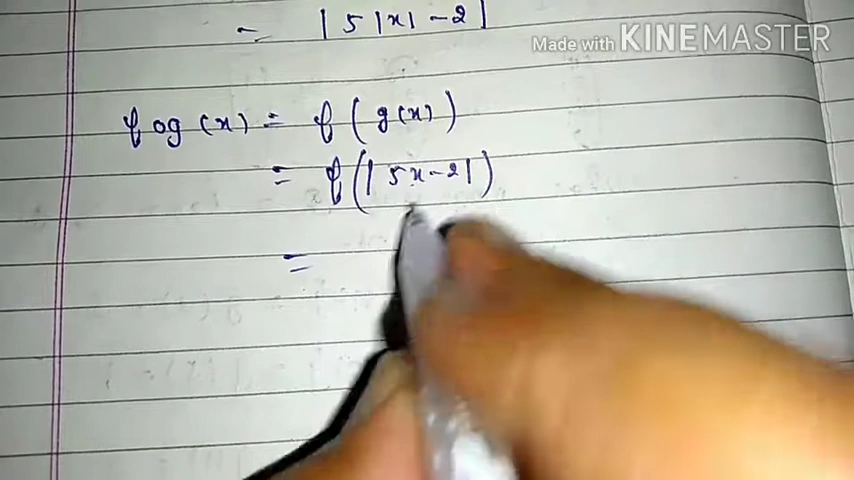 = |5|x| - 2|
Made with KINEMASTER
fog(x) = f(g(x))
= f(|5x-2|)
=